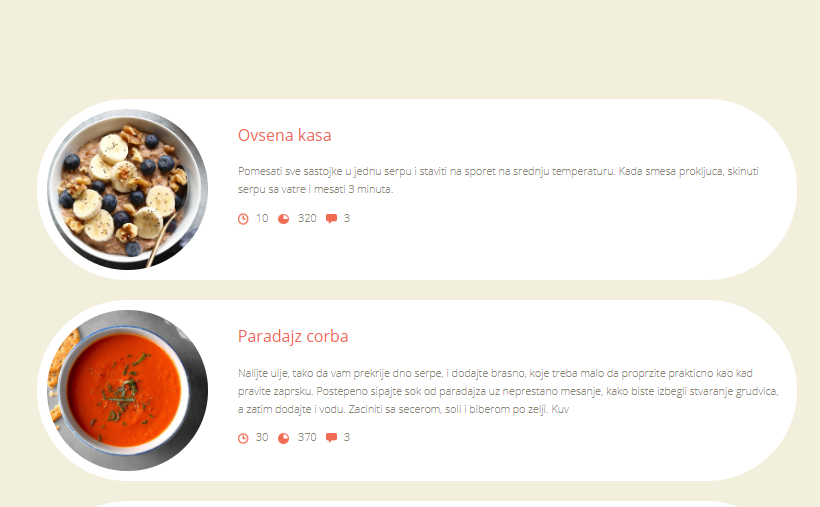 Ovsena kasa
Pomesati sve sastojke u jednu serpu i staviti na sporet na srednju temperaturu. Kada smesa prokljuca, skinuti
serpu sa vatre i mesati 3 minuta.
10 320 3
Paradajz corba
Nalijte ulje, tako da vam prekrije dno serpe, i dodajte brasno, koje treba malo da proprzite prakticno kao kad
pravite zaprsku. Postepeno sipajte sok od paradajza uz neprestano mesanje, kako biste izbegli stvaranje grudvica,
a zatim dodajte i vodu. Zaciniti sa secerom, soli i biberom po zelji. Kuv
30 370 3